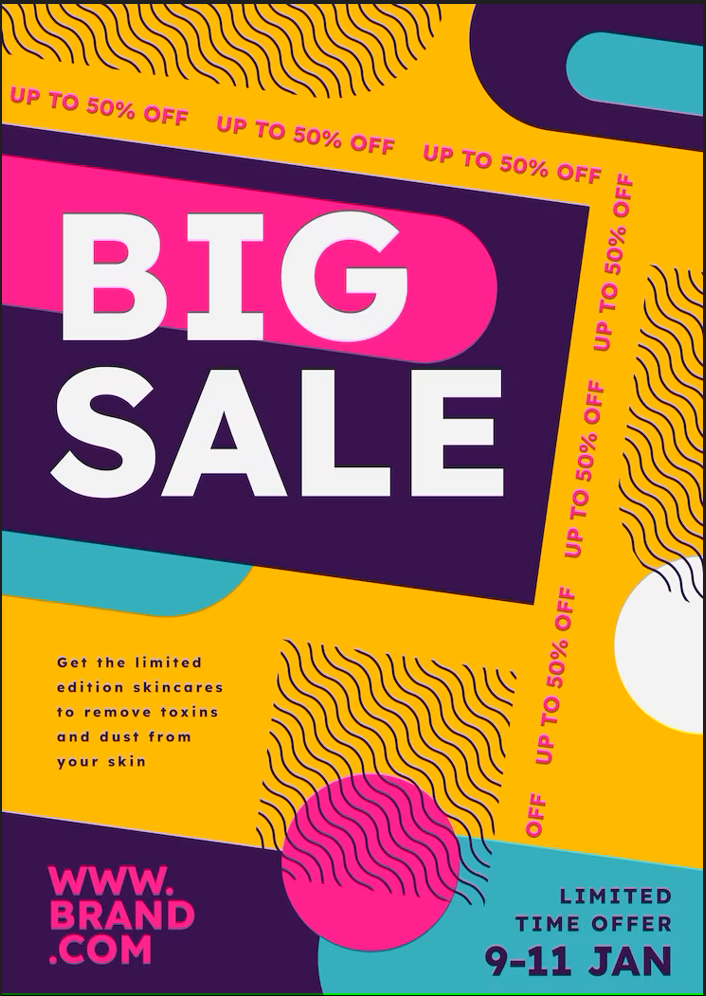 UP TO 50% OFF UP TO 50% OFF UP TO 50% OFF
BIG
SALE
OFF UP TO 50% OFF UP TO 50% OFF UP TO 50% OFF
Get the limited
edition skincares
to remove toxins
and dust from
your skin
WWW.
BRAND
.COM
LIMITED
TIME OFFER
9-11 JAN